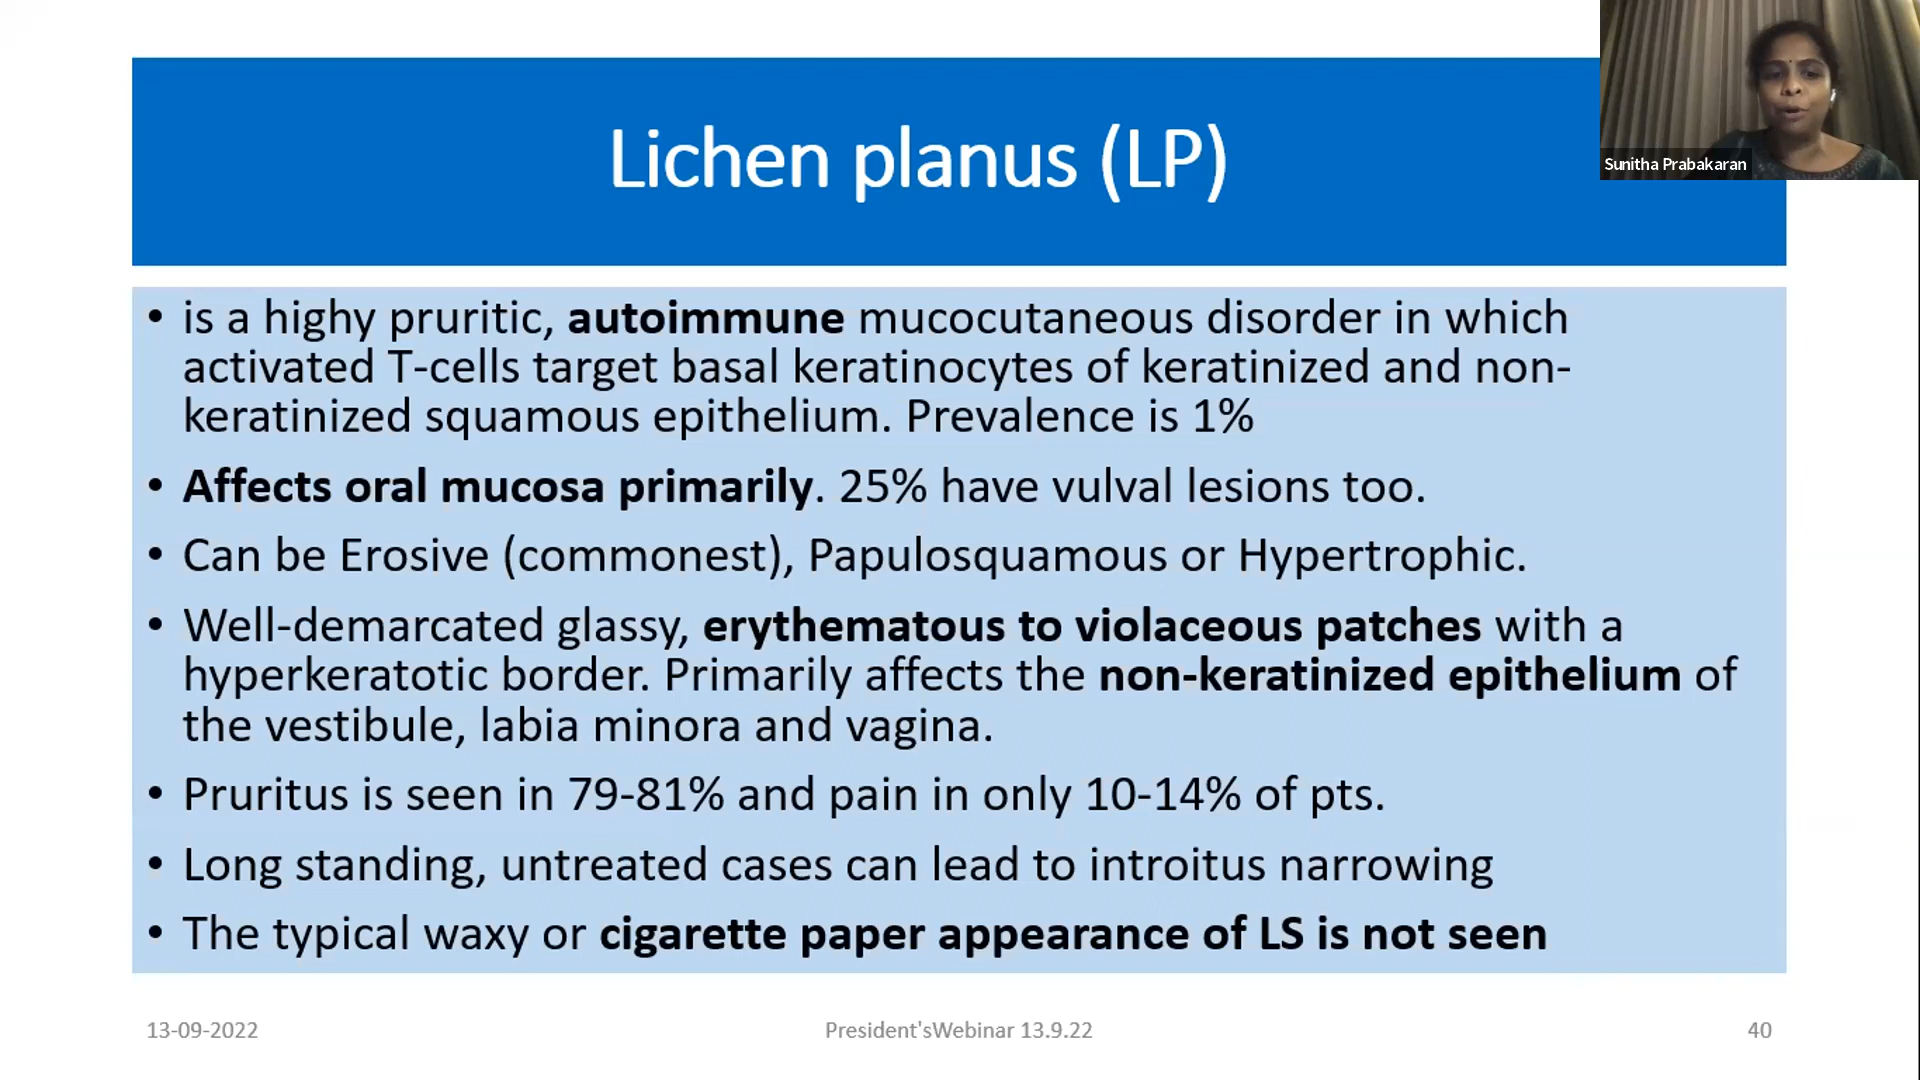 Lichen planus (LP)
Sunitha Prabakaran
• is a highy pruritic, autoimmune mucocutaneous disorder in which
activated T-cells target basal keratinocytes of keratinized and non-
keratinized squamous epithelium. Prevalence is 1%
• Affects oral mucosa primarily. 25% have vulval lesions too.
• Can be Erosive (commonest), Papulosquamous or Hypertrophic.
• Well-demarcated glassy, erythematous to violaceous patches with a
hyperkeratotic border. Primarily affects the non-keratinized epithelium of
the vestibule, labia minora and vagina.
• Pruritus is seen in 79-81% and pain in only 10-14% of pts.
• Long standing, untreated cases can lead to introitus narrowing
• The typical waxy or cigarette paper appearance of LS is not seen
13-09-2022
President'sWebinar 13.9.22
40